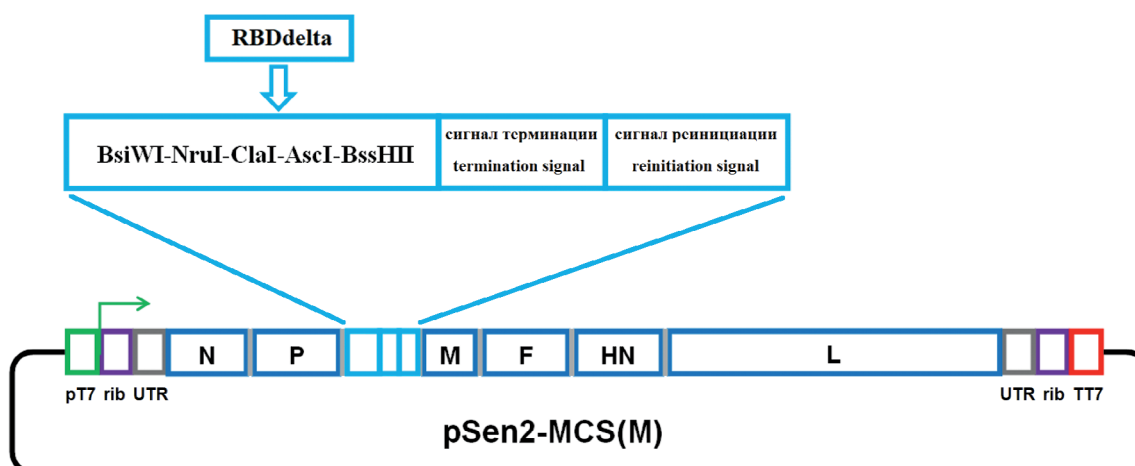 RBDdelta
BsiWI-NruI-ClaI-AscI-BssHII
сигнал терминации
termination signal
сигнал реинициации
reinitiation signal
N P M F HN L
pT7 rib UTR UTR rib TT7
pSen2-MCS(M)